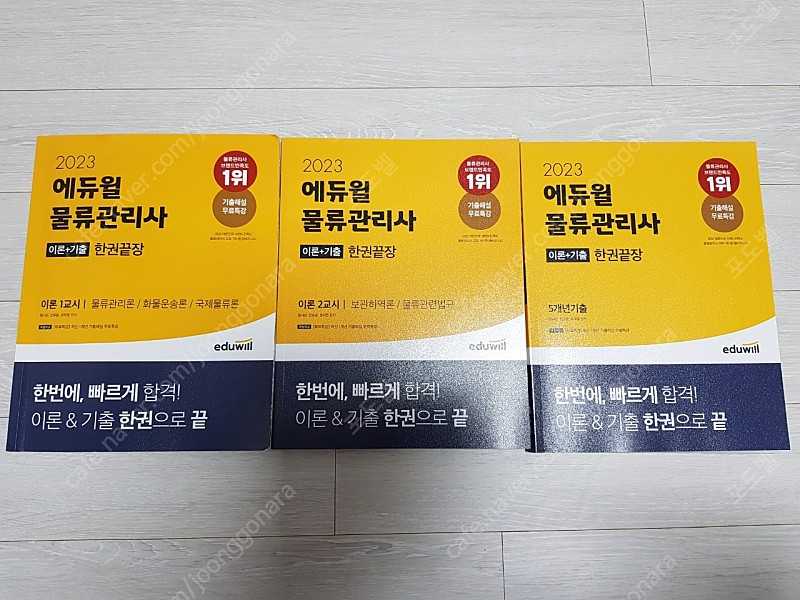 2023
에듀윌
물류관리사
이론+기출 한권끝장
물류관리사
브랜드만족도
1위
기출해설
무료특강
이론 1교시 | 물류관리론 / 화물운송론 / 국제물류론
eduwill
한번에, 빠르게 합격!
이론 & 기출 한권으로 끝
2023
에듀윌
물류관리사
이론+기출 한권끝장
물류관리사
브랜드만족도
1위
기출해설
무료특강
이론 2교시 | 보관하역론 / 물류관련법규
eduwill
한번에, 빠르게 합격!
이론 & 기출 한권으로 끝
2023
에듀윌
물류관리사
이론+기출 한권끝장
물류관리사
브랜드만족도
1위
기출해설
무료특강
5개년기출
eduwill
한번에, 빠르게 합격!
이론 & 기출 한권으로 끝
cafe.naver.com/joonggonara
cafe.naver.com/joonggonara